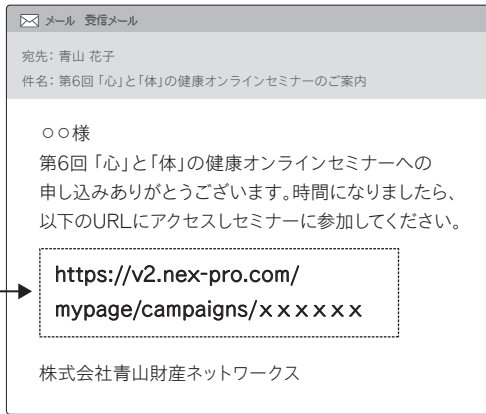 メール 受信メール
宛先：青山 花子
件名：第6回 「心」と「体」の健康オンラインセミナーのご案内
○○様
第6回 「心」と「体」の健康オンラインセミナーへの
申し込みありがとうございます。時間になりましたら、
以下のURLにアクセスしセミナーに参加してください。
https://v2.nex-pro.com/
mypage/campaigns/ｘｘｘｘｘｘ
株式会社青山財産ネットワークス